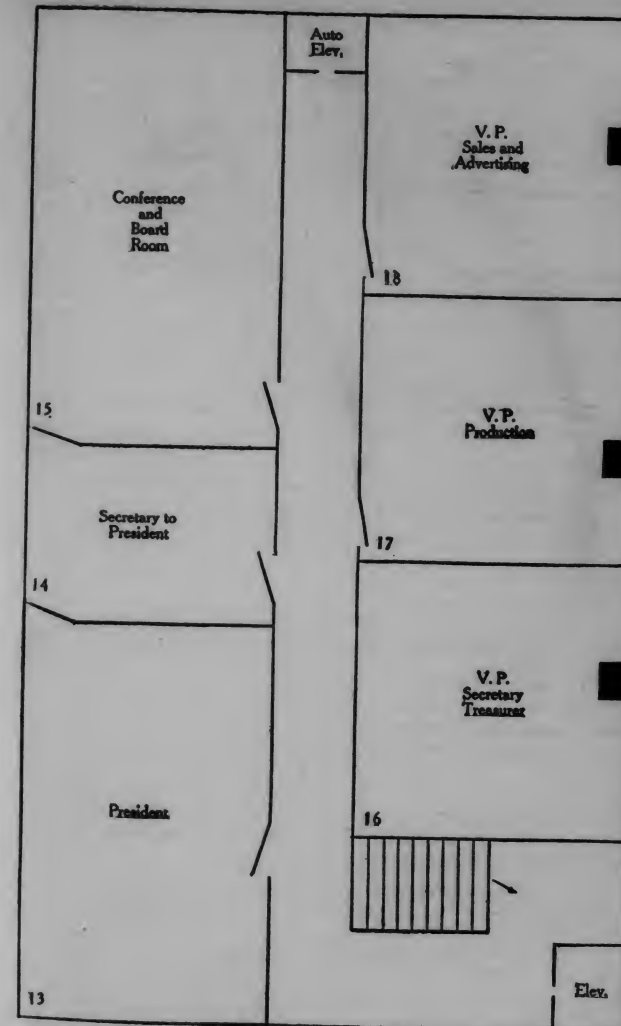 Auto
Elev.
V. P.
Sales and
Advertising
Conference
and
Board
Room
18
15
V. P.
Production
Secretary to
President
17
14
V. P.
Secretary
Treasurer
President
16
13
Elev.